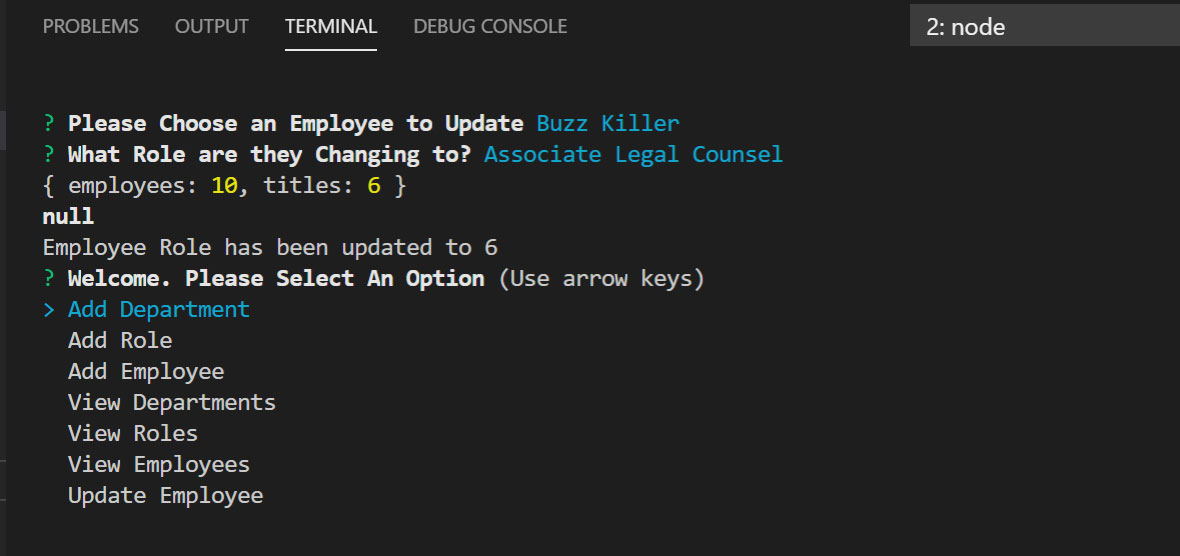 PROBLEMS OUTPUT TERMINAL DEBUG CONSOLE 2: node
? Please Choose an Employee to Update Buzz Killer
? What Role are they Changing to? Associate Legal Counsel
{ employees: 10, titles: 6 }
null
Employee Role has been updated to 6
? Welcome. Please Select An Option (Use arrow keys)
> Add Department
Add Role
Add Employee
View Departments
View Roles
View Employees
Update Employee